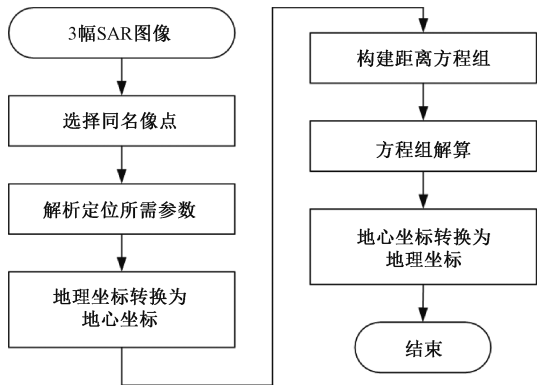 3幅SAR图像
选择同名像点
解析定位所需参数
地理坐标转换为
地心坐标
构建距离方程组
方程组解算
地心坐标转换为
地理坐标
结束